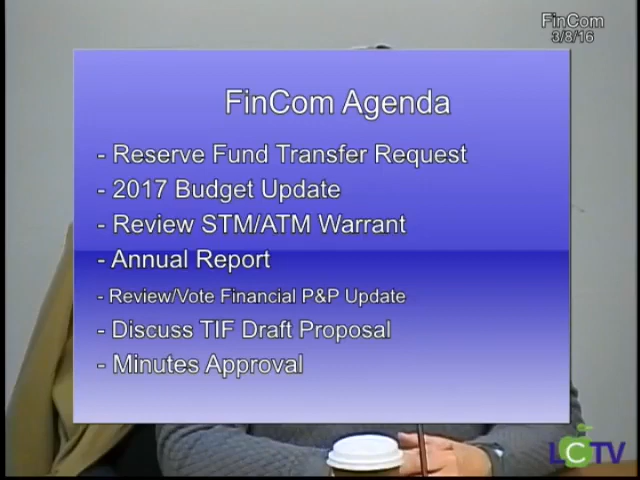 FinCom
3/8/16
FinCom Agenda
- Reserve Fund Transfer Request
- 2017 Budget Update
- Review STM/ATM Warrant
- Annual Report
- Review/Vote Financial P&P Update
- Discuss TIF Draft Proposal
- Minutes Approval
LCTV